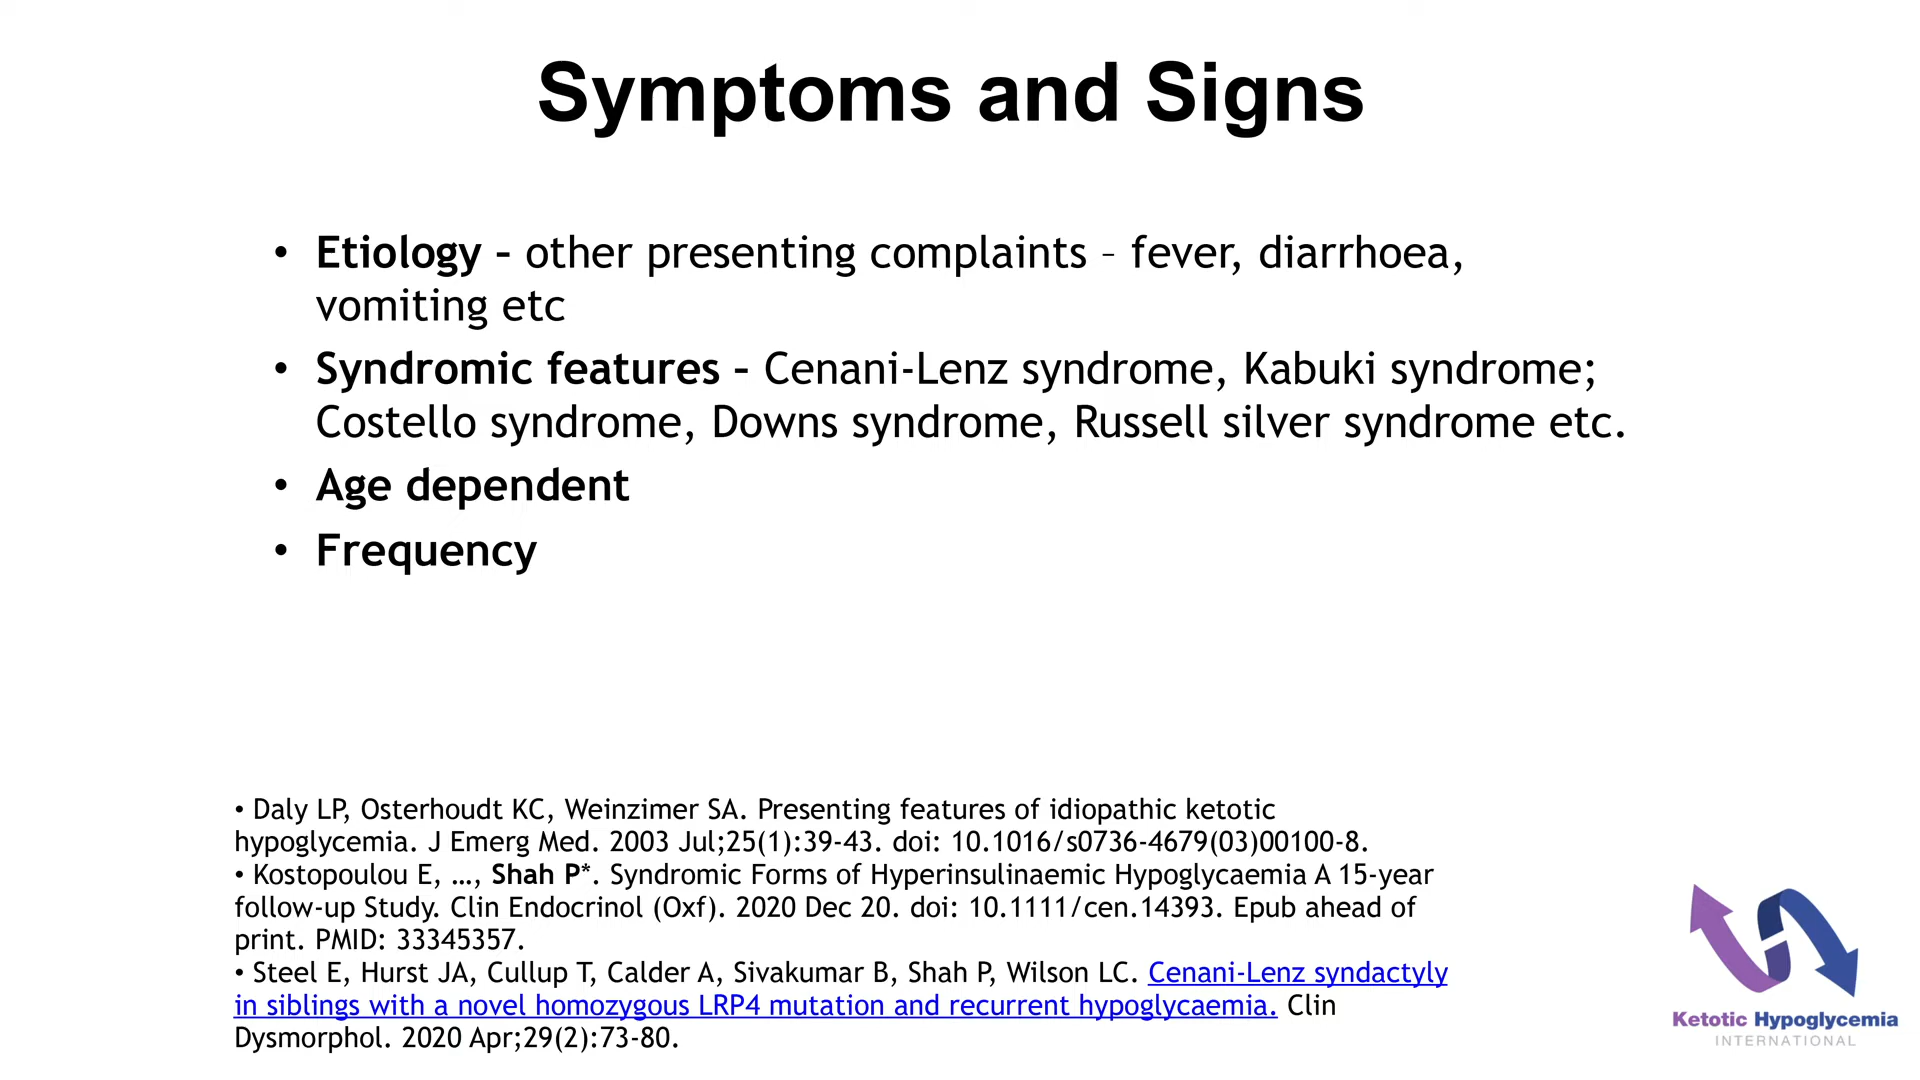 Symptoms and Signs
• Etiology – other presenting complaints – fever, diarrhoea,
vomiting etc
• Syndromic features – Cenani-Lenz syndrome, Kabuki syndrome;
Costello syndrome, Downs syndrome, Russell silver syndrome etc.
• Age dependent
• Frequency
• Daly LP, Osterhoudt KC, Weinzimer SA. Presenting features of idiopathic ketotic
hypoglycemia. J Emerg Med. 2003 Jul;25(1):39-43. doi: 10.1016/s0736-4679(03)00100-8.
• Kostopoulou E, …, Shah P*. Syndromic Forms of Hyperinsulinaemic Hypoglycaemia A 15-year
follow-up Study. Clin Endocrinol (Oxf). 2020 Dec 20. doi: 10.1111/cen.14393. Epub ahead of
print. PMID: 33345357.
• Steel E, Hurst JA, Cullup T, Calder A, Sivakumar B, Shah P, Wilson LC. Cenani-Lenz syndactyly
in siblings with a novel homozygous LRP4 mutation and recurrent hypoglycaemia. Clin
Dysmorphol. 2020 Apr;29(2):73-80.
Ketotic Hypoglycemia
INTERNATIONAL